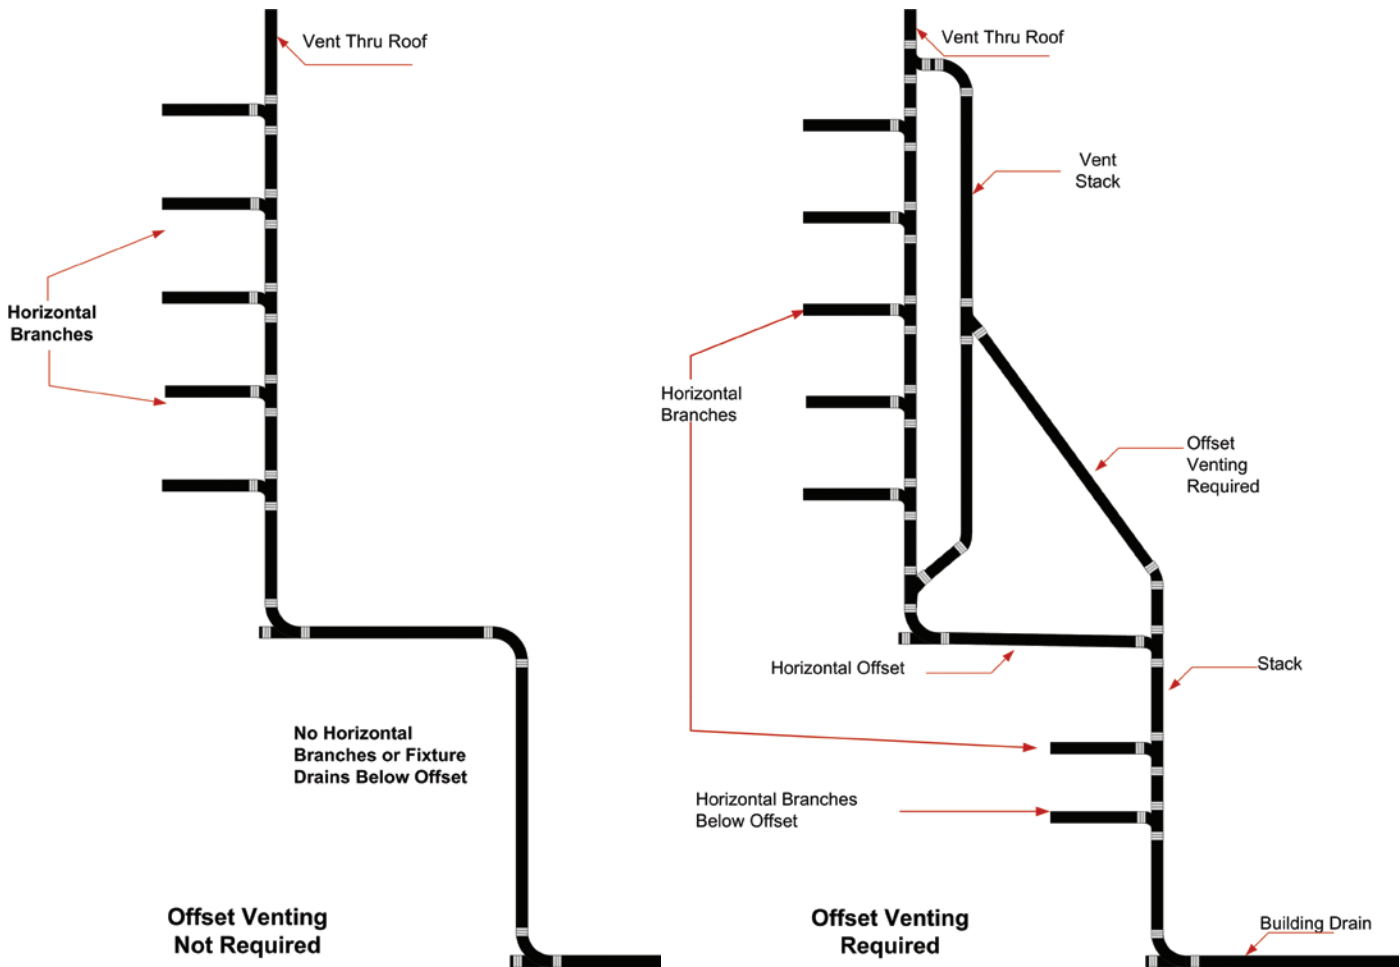 Vent Thru Roof
Horizontal
Branches
No Horizontal
Branches or Fixture
Drains Below Offset
Offset Venting
Not Required
Vent Thru Roof
Vent
Stack
Horizontal
Branches
Offset
Venting
Required
Horizontal Offset
Stack
Horizontal Branches
Below Offset
Offset Venting
Required
Building Drain